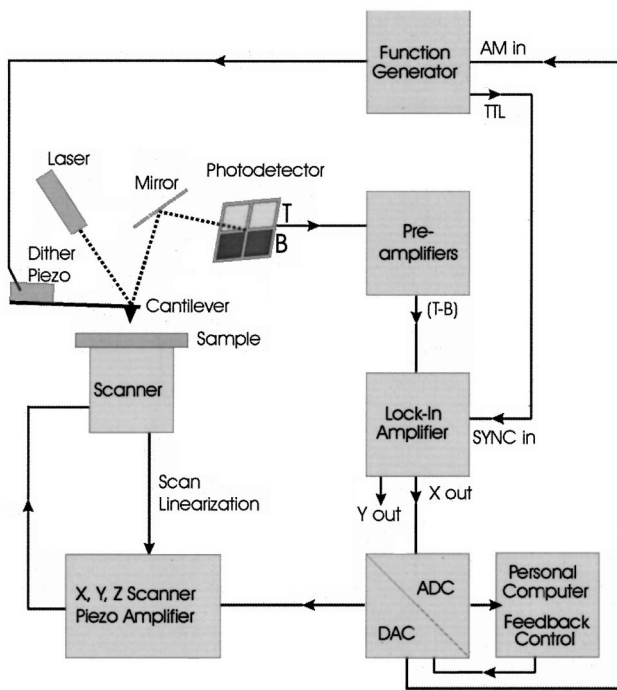 Function
Generator
AM in
TTL
Laser
Mirror
Photodetector
T
B
Pre-
amplifiers
Dither
Piezo
Cantilever
(T-B)
Sample
Scanner
Lock-In
Amplifier
SYNC in
Scan
Linearization
Y out
X out
X, Y, Z Scanner
Piezo Amplifier
ADC
DAC
Personal
Computer
Feedback
Control